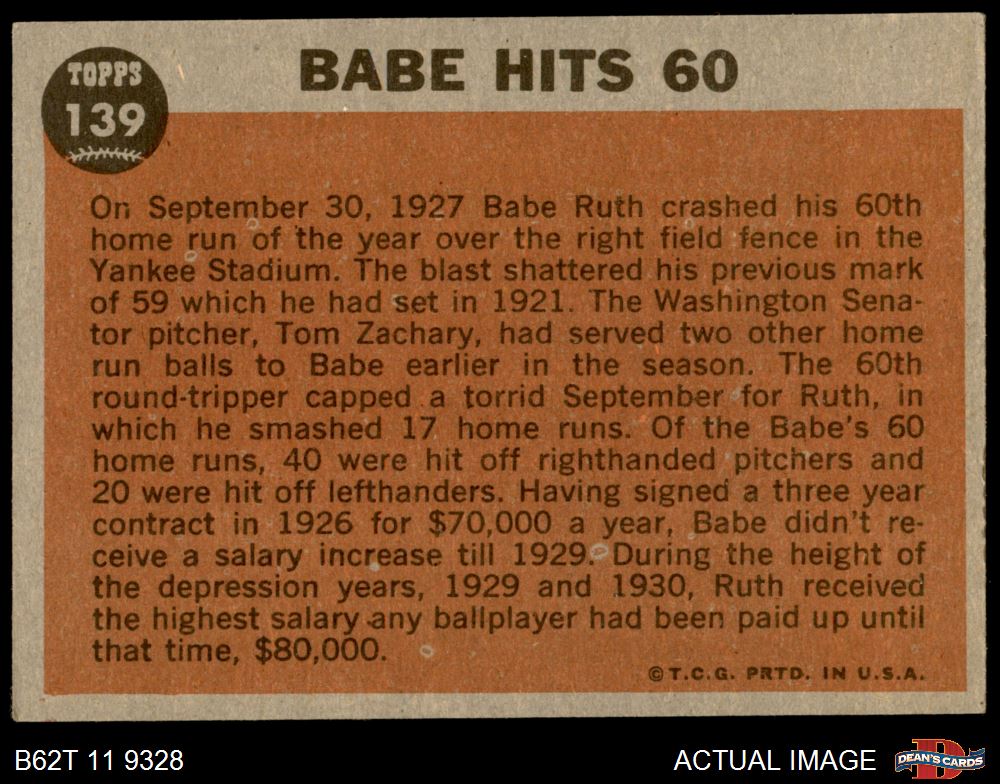 TOPPS
139
BABE HITS 60
On September 30, 1927 Babe Ruth crashed his 60th
home run of the year over the right field fence in the
Yankee Stadium. The blast shattered his previous mark
of 59 which he had set in 1921. The Washington Sena-
tor pitcher, Tom Zachary, had served two other home
run balls to Babe earlier in the season. The 60th
round-tripper capped a torrid September for Ruth, in
which he smashed 17 home runs. Of the Babe's 60
home runs, 40 were hit off righthanded pitchers and
20 were hit off lefthanders. Having signed a three year
contract in 1926 for $70,000 a year, Babe didn't re-
ceive a salary increase till 1929. During the height of
the depression years, 1929 and 1930, Ruth received
the highest salary any ballplayer had been paid up until
that time, $80,000.
© T.C.G. PRTD. IN U.S.A.
B62T 11 9328
ACTUAL IMAGE
DEAN'S CARDS